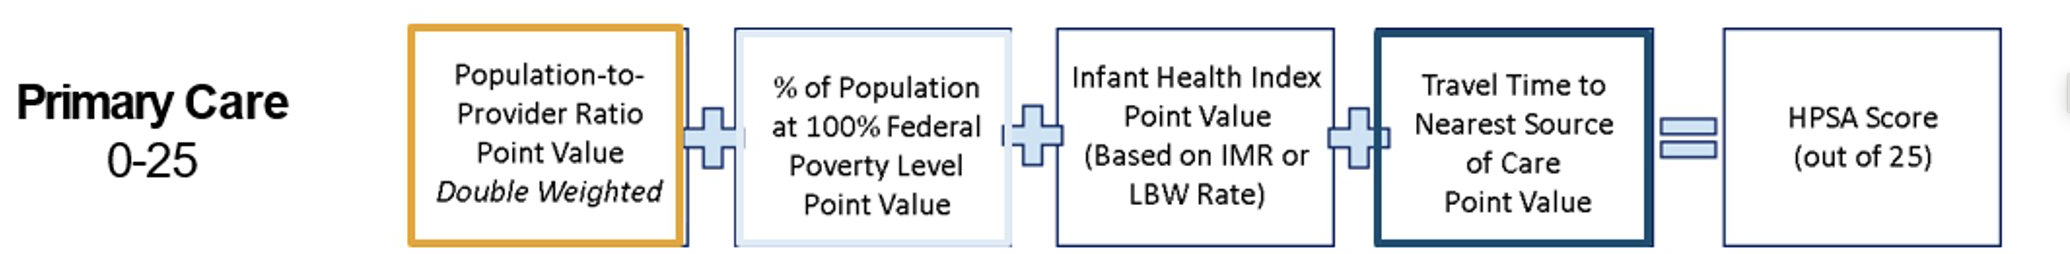 Primary Care
0-25
Population-to-
Provider Ratio
Point Value
Double Weighted
% of Population
at 100% Federal
Poverty Level
Point Value
Infant Health Index
Point Value
(Based on IMR or
LBW Rate)
Travel Time to
Nearest Source
of Care
Point Value
HPSA Score
(out of 25)